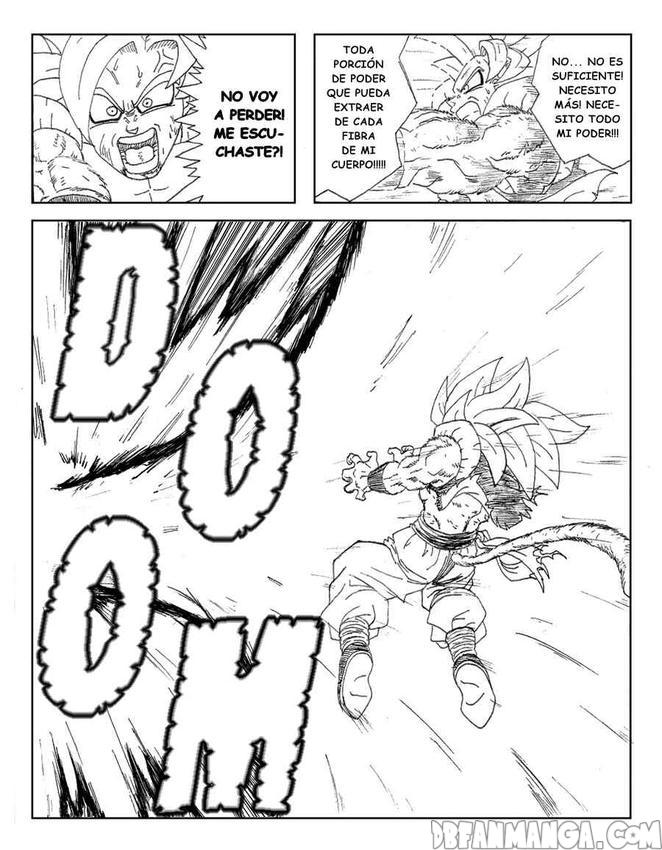 NO... NO ES
SUFICIENTE!
NECESITO
MÁS! NECE-
SITO TODO
MI PODER!!!
TODA
PORCIÓN
DE PODER
QUE PUEDA
EXTRAER
DE CADA
FIBRA
DE MI
CUERPO!!!!!
NO VOY
A PERDER!
ME ESCU-
CHASTE?!
DOOM
DBFANMANGA.COM